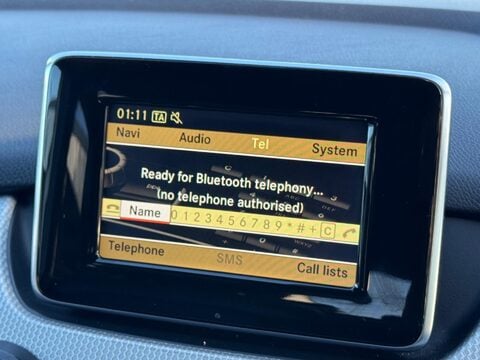 01:11 TA
Navi Audio Tel System
Ready for Bluetooth telephony...
(no telephone authorised)
Name 0 1 2 3 4 5 6 7 8 9 * # + C
Telephone SMS Call lists